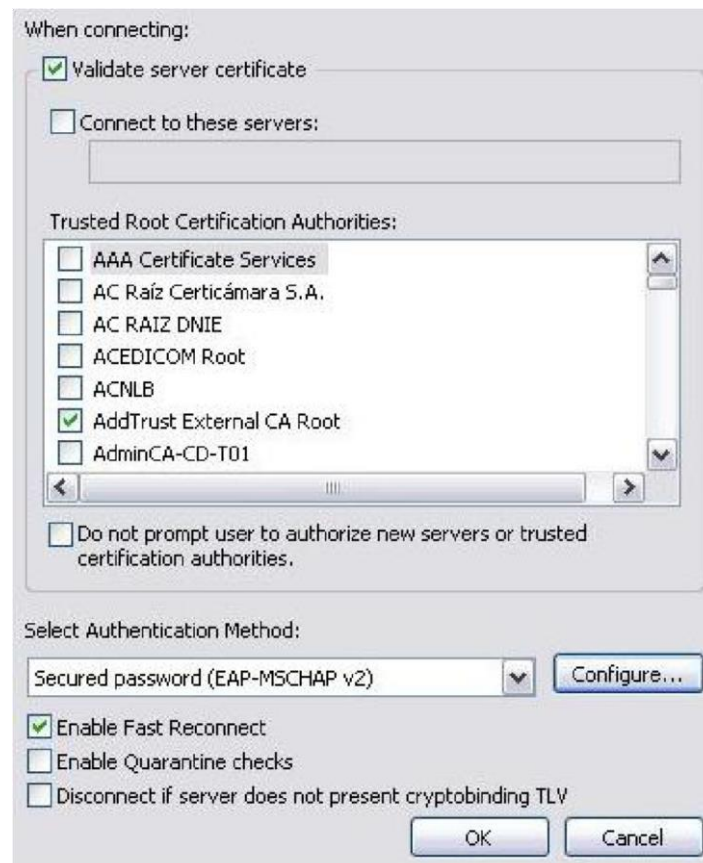 When connecting:
Validate server certificate
Connect to these servers:
Trusted Root Certification Authorities:
AAA Certificate Services
AC Raíz Certicámara S.A.
AC RAIZ DNIE
ACEDICOM Root
ACNLB
AddTrust External CA Root
AdminCA-CD-T01
Do not prompt user to authorize new servers or trusted
certification authorities.
Select Authentication Method:
Secured password (EAP-MSCHAP v2)
Configure...
Enable Fast Reconnect
Enable Quarantine checks
Disconnect if server does not present cryptobinding TLV
OK
Cancel